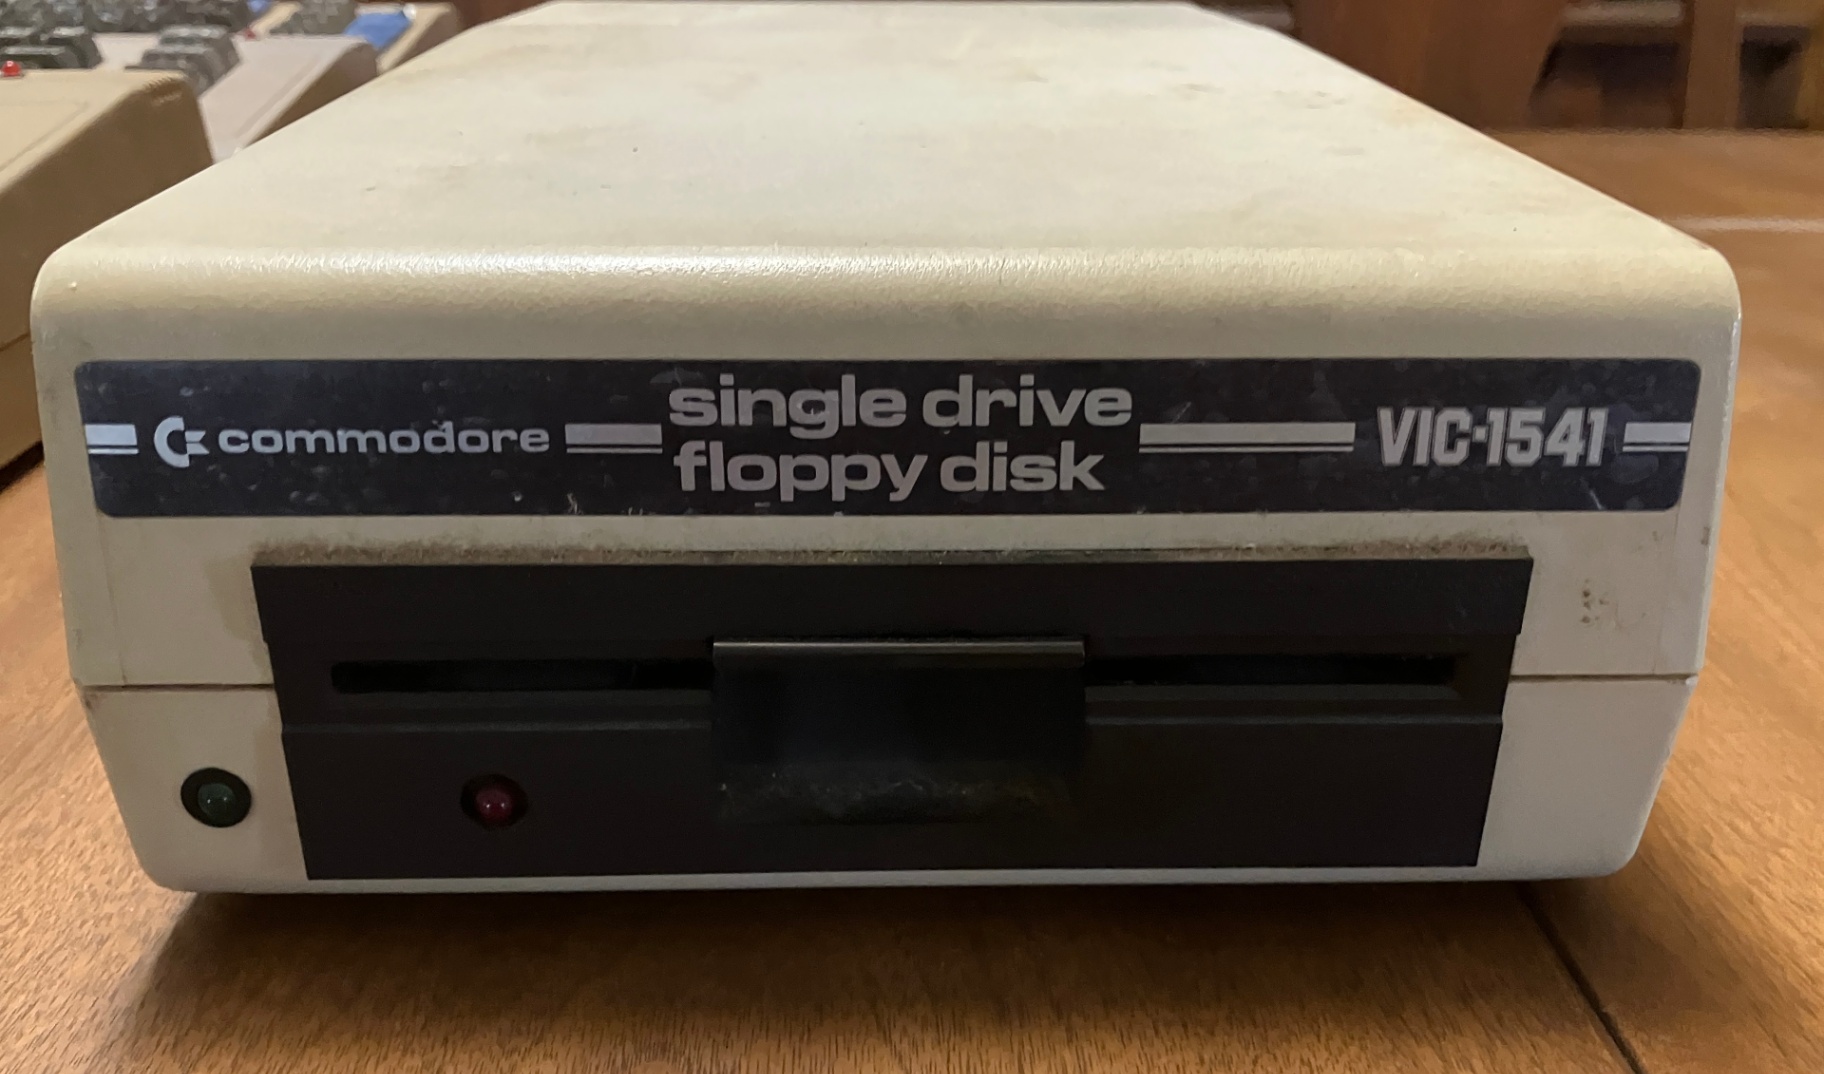 commodore
single drive
floppy disk
VIC-1541